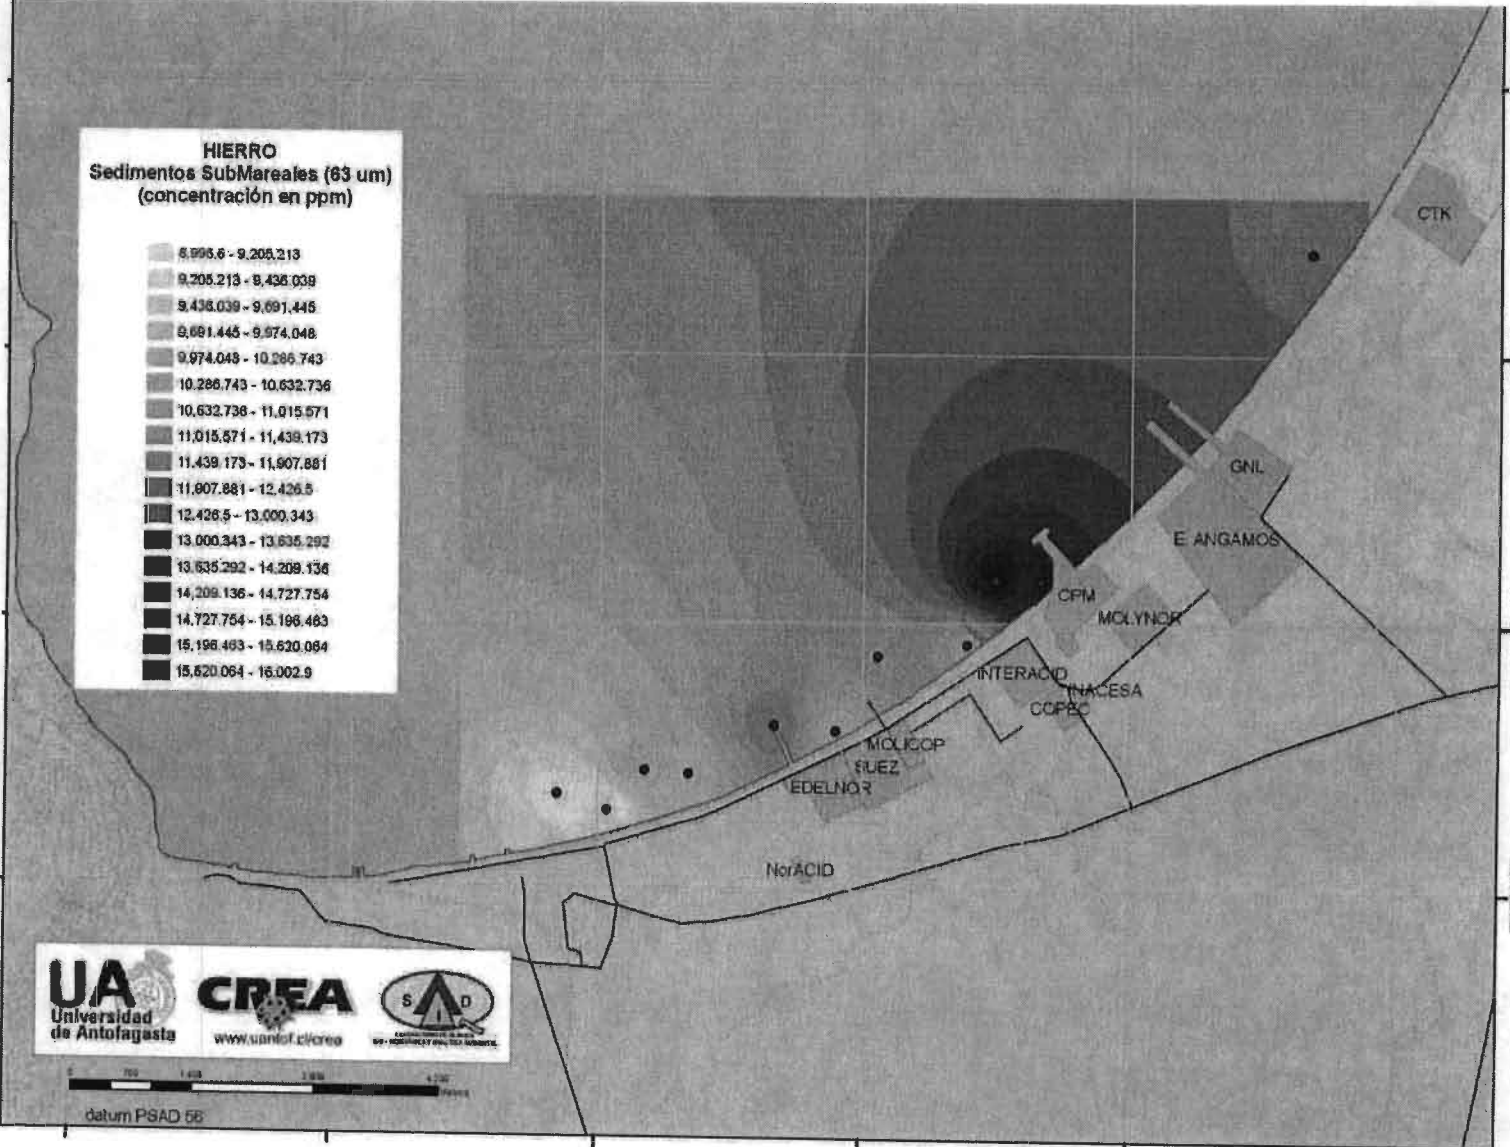 HIERRO
Sedimentos SubMareales (63 um)
(concentración en ppm)
8,996.6 - 9,205.213
9,205.213 - 9,436.039
9,436.039 - 9,691.445
9,691.445 - 9,974.048
9,974.048 - 10,286.743
10,286.743 - 10,632.736
10,632.736 - 11,015.571
11,015.571 - 11,439.173
11,439.173 - 11,907.881
11,907.881 - 12,426.5
12,426.5 - 13,000.343
13,000.343 - 13,635.292
13,635.292 - 14,209.136
14,209.136 - 14,727.754
14,727.754 - 15,196.463
15,196.463 - 15,620.064
15,620.064 - 16,002.9
CTK
GNL
E. ANGAMOS
CPM
MOLYNOR
INTERACID
INACESA
COPEC
MOLICOP
SUEZ
EDELNOR
NorACID
UA
Universidad
de Antofagasta
CREA
www.uantof.cl/crea
S A D
I
0 700 1.400
datum PSAD 56